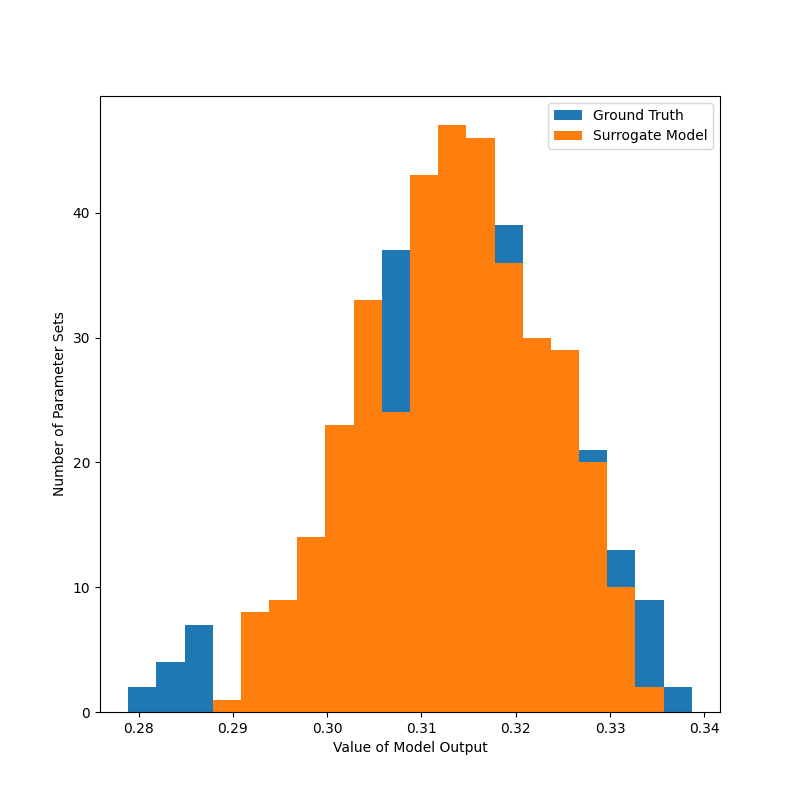 Ground Truth
Surrogate Model
40
30
20
10
0
Number of Parameter Sets
0.28 0.29 0.30 0.31 0.32 0.33 0.34
Value of Model Output